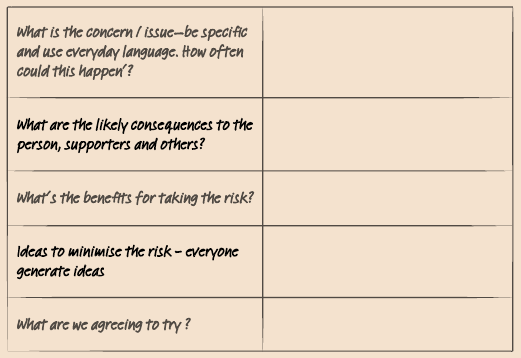 What is the concern / issue–be specific
and use everyday language. How often
could this happen'?
What are the likely consequences to the
person, supporters and others?
What's the benefits for taking the risk?
Ideas to minimise the risk – everyone
generate ideas
What are we agreeing to try ?